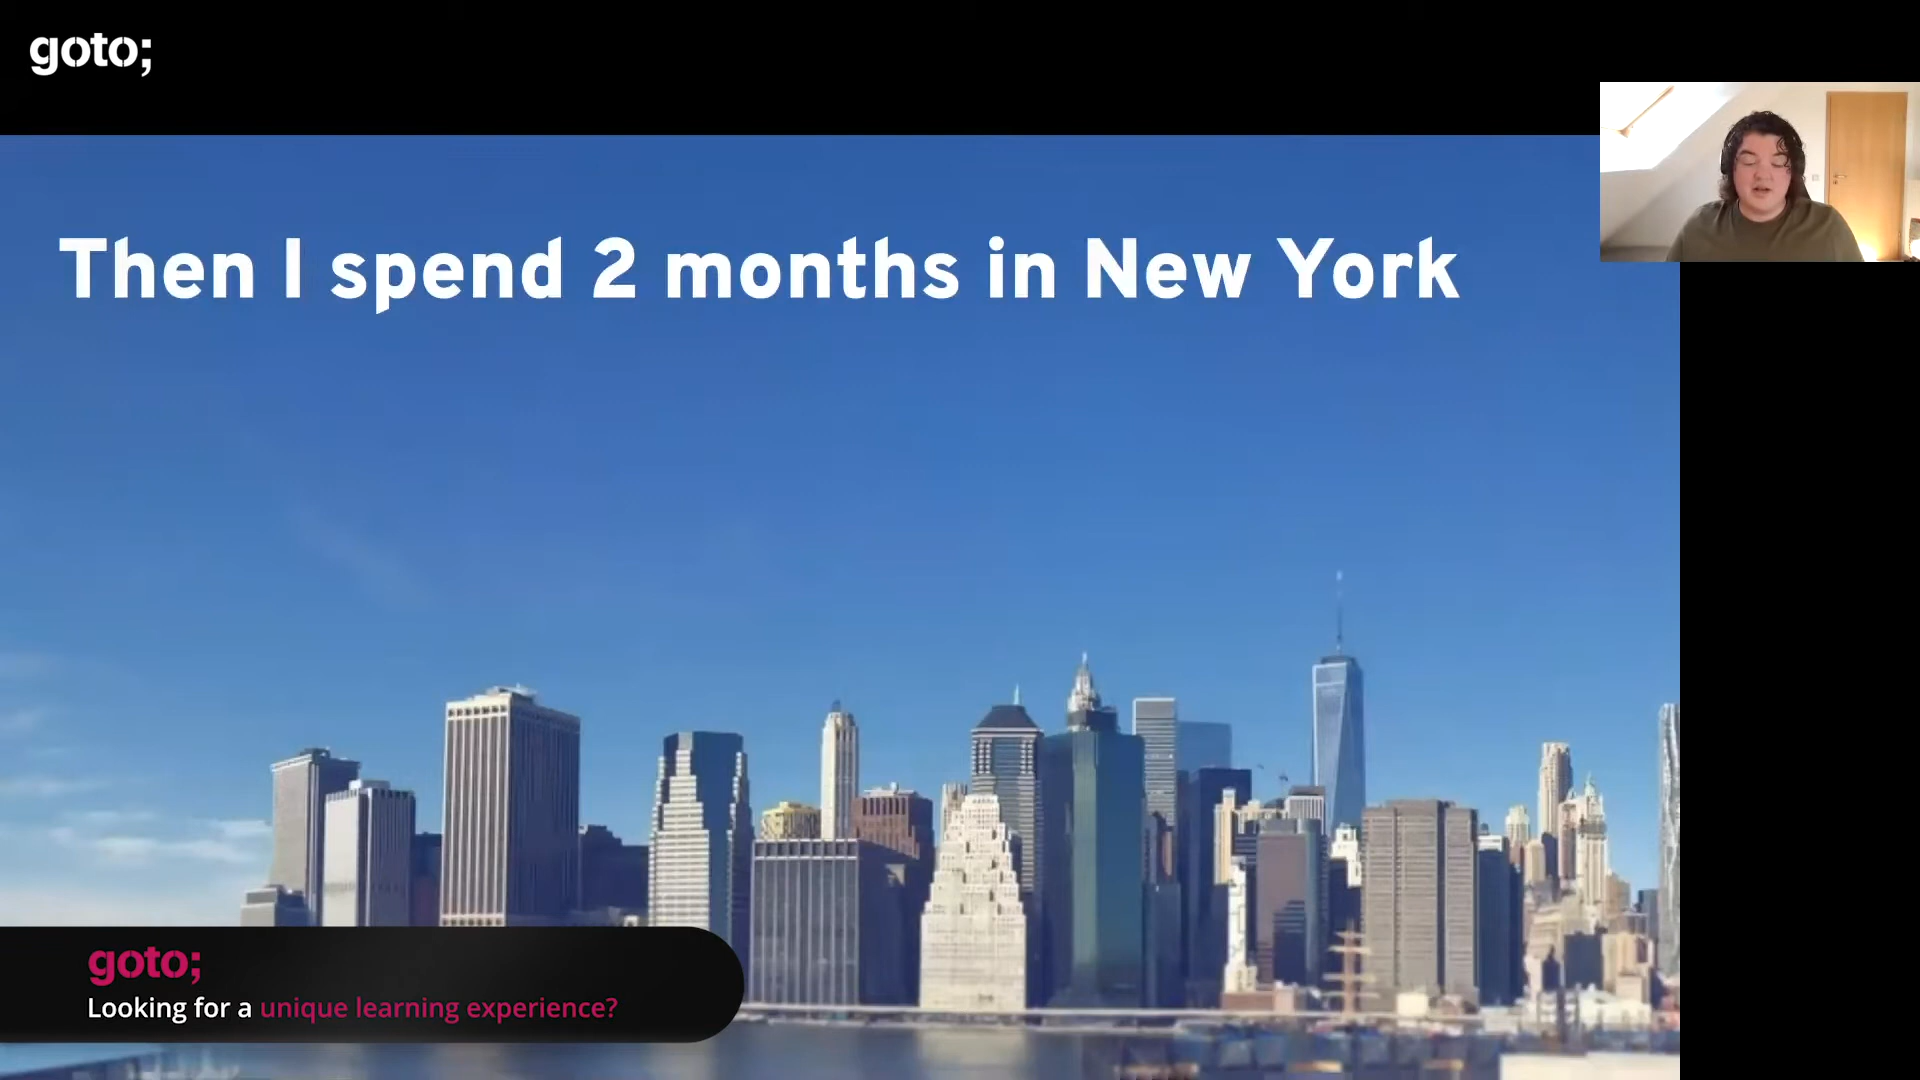 goto;
Then I spend 2 months in New York
goto;
Looking for a unique learning experience?